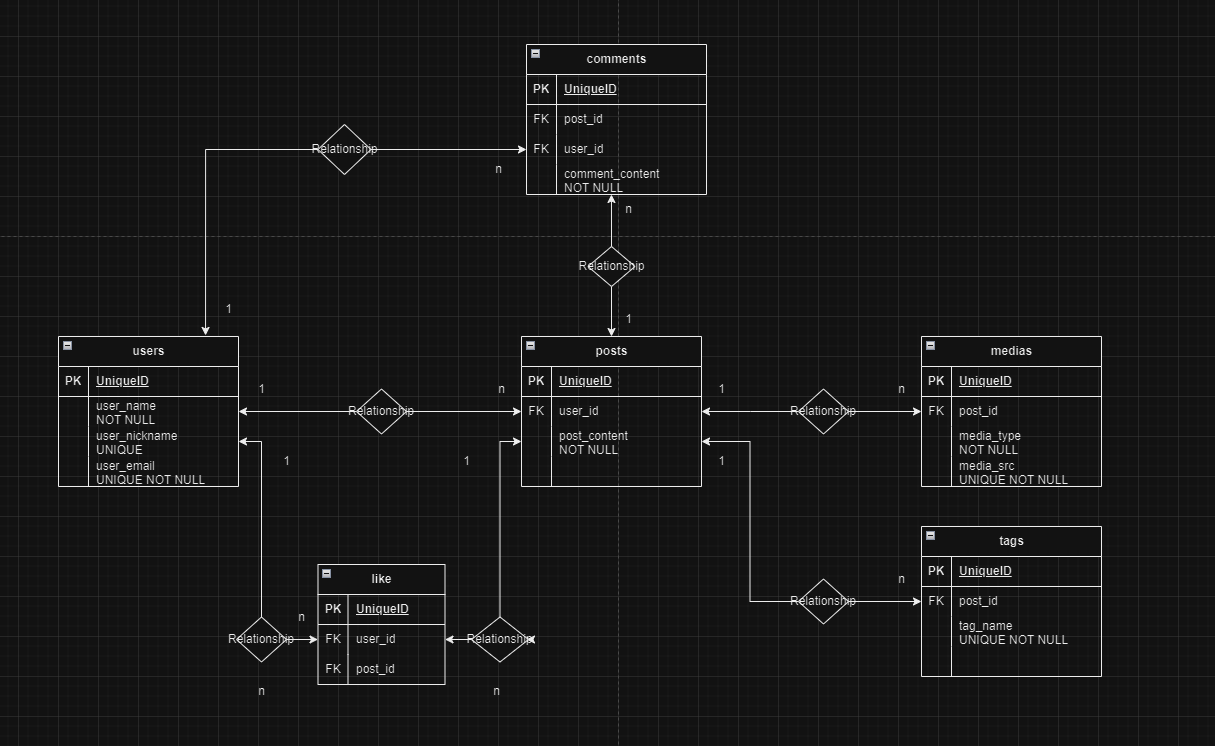 comments
PK UniqueID
FK post_id
FK user_id
comment_content
NOT NULL
Relationship
n
n
Relationship
1
1
users
PK UniqueID
user_name
NOT NULL
user_nickname
UNIQUE
user_email
UNIQUE NOT NULL
1
Relationship
n
posts
PK UniqueID
FK user_id
post_content
NOT NULL
1
Relationship
n
medias
PK UniqueID
FK post_id
media_type
NOT NULL
media_src
UNIQUE NOT NULL
1
1
1
tags
PK UniqueID
FK post_id
tag_name
UNIQUE NOT NULL
n
Relationship
like
PK UniqueID
FK user_id
FK post_id
n
Relationship
n
Relationship
n